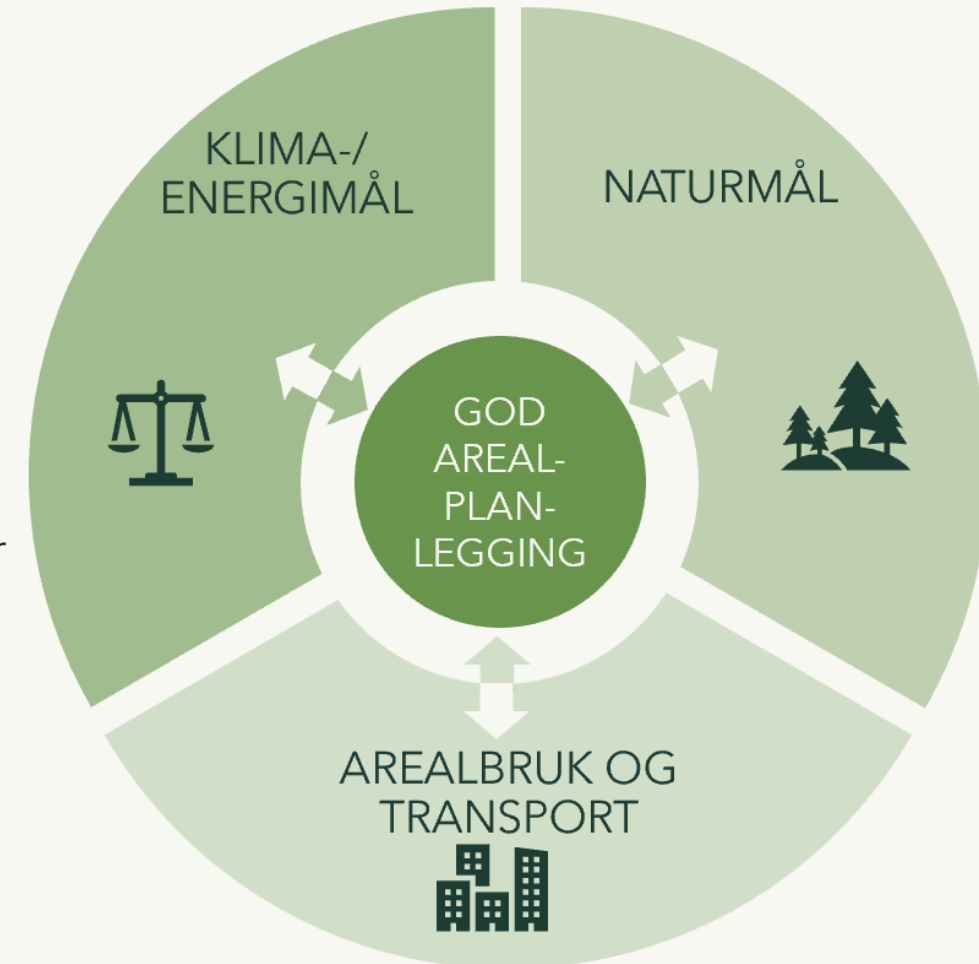 KLIMA-/
ENERGIMÅL
NATURMÅL
GOD
AREAL-
PLAN-
LEGGING
AREALBRUK OG
TRANSPORT